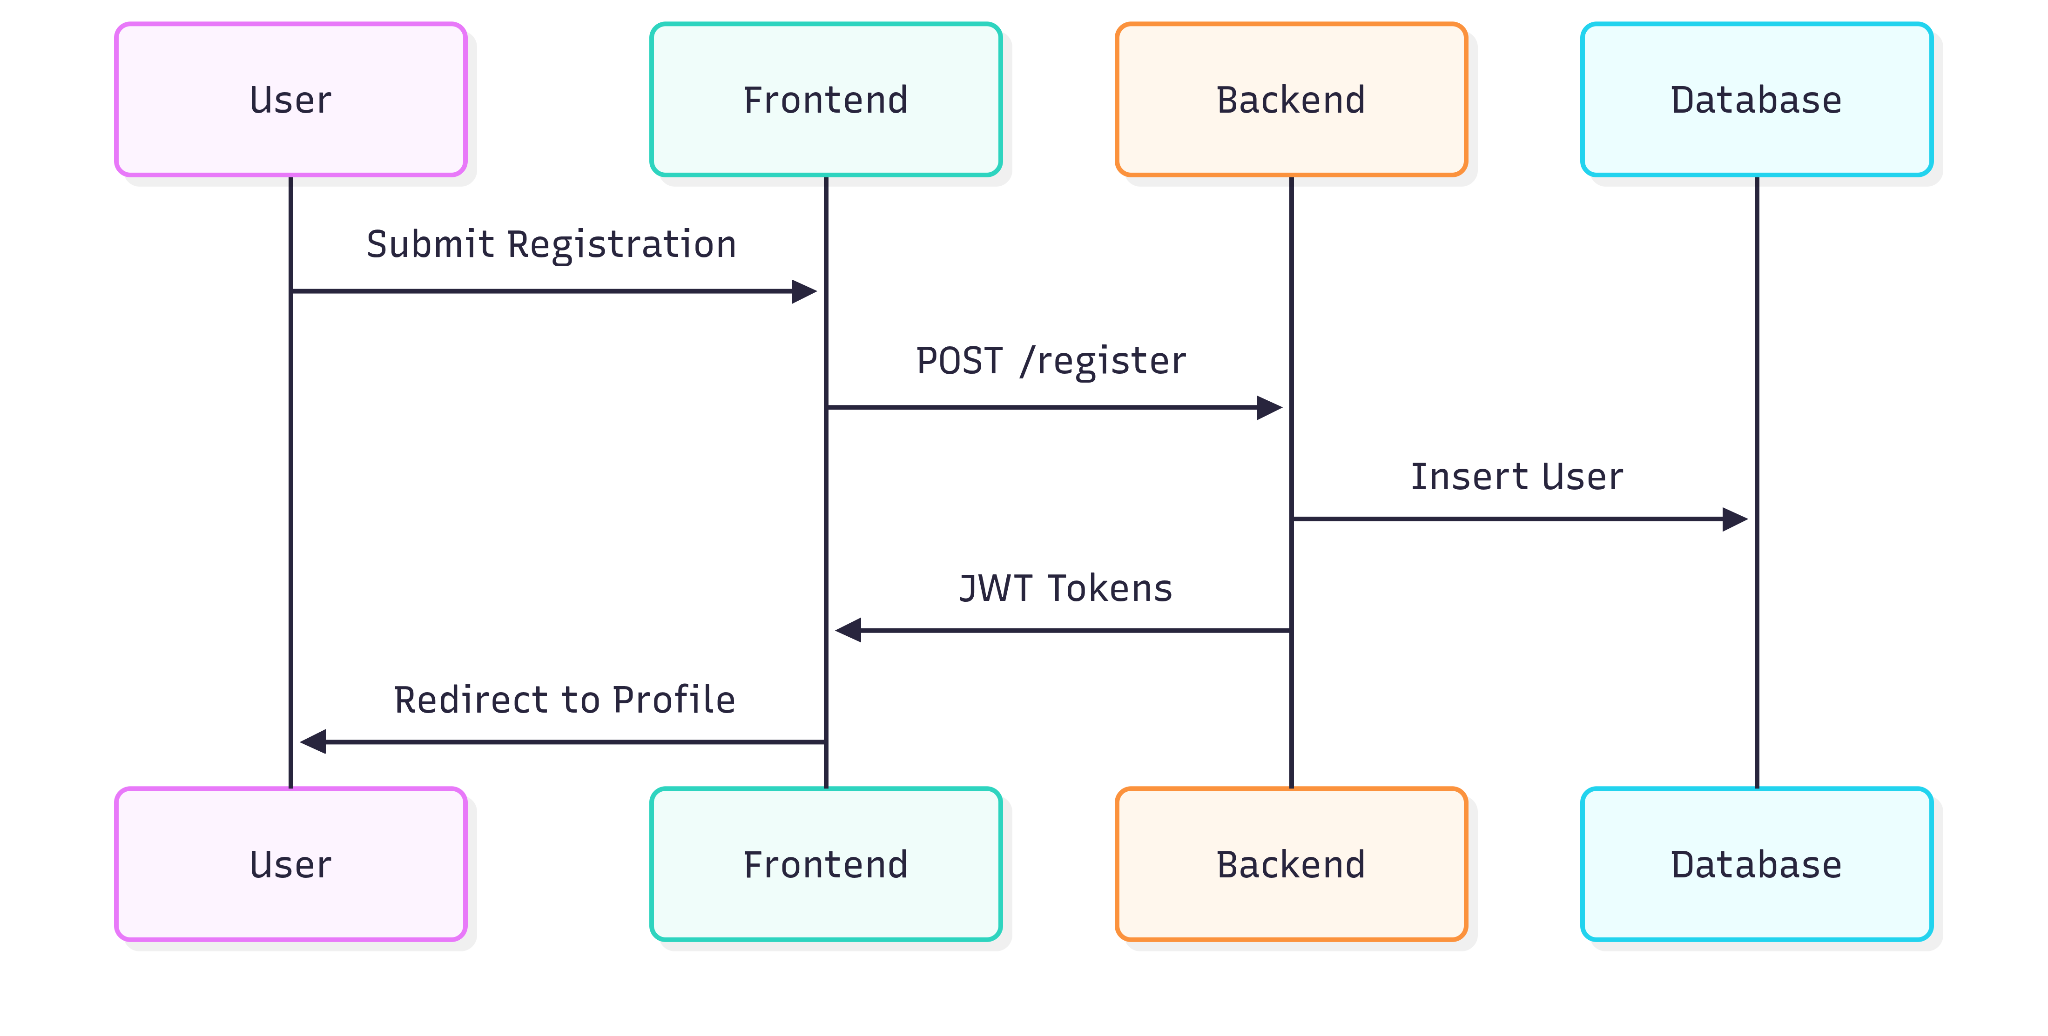 User
Frontend
Backend
Database
Submit Registration
POST /register
Insert User
JWT Tokens
Redirect to Profile
User
Frontend
Backend
Database